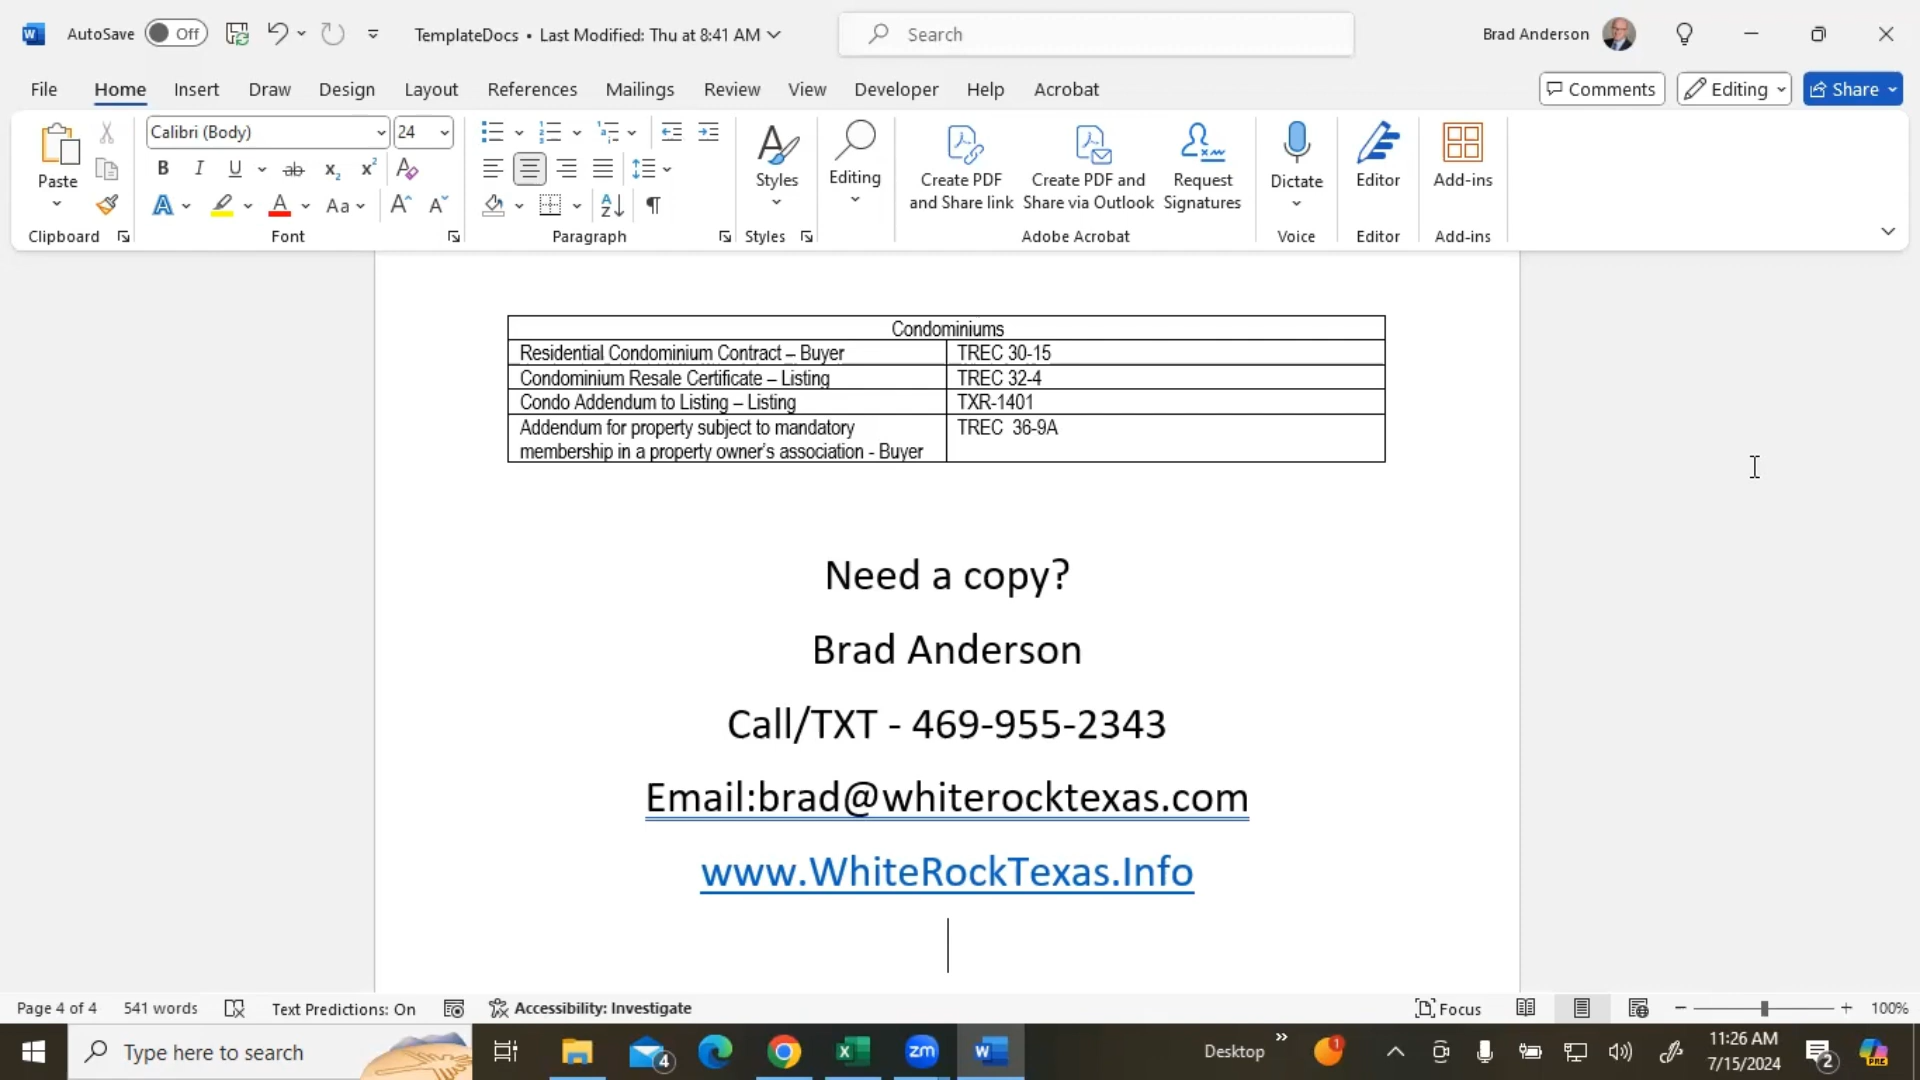 AutoSave Off TemplateDocs • Last Modified: Thu at 8:41 AM Search Brad Anderson
File Home Insert Draw Design Layout References Mailings Review View Developer Help Acrobat Comments Editing Share
Calibri (Body) 24
Paste Styles Editing Create PDF and Share link Create PDF and Share via Outlook Request Signatures Dictate Editor Add-ins
Clipboard Font Paragraph Styles Adobe Acrobat Voice Editor Add-ins
Condominiums
Residential Condominium Contract – Buyer TREC 30-15
Condominium Resale Certificate – Listing TREC 32-4
Condo Addendum to Listing – Listing TXR-1401
Addendum for property subject to mandatory TREC 36-9A
membership in a property owner's association - Buyer
Need a copy?
Brad Anderson
Call/TXT - 469-955-2343
Email:brad@whiterocktexas.com
www.WhiteRockTexas.Info
Page 4 of 4 541 words Text Predictions: On Accessibility: Investigate Focus 100%
Type here to search 4 zm Desktop 1 11:26 AM 2
7/15/2024